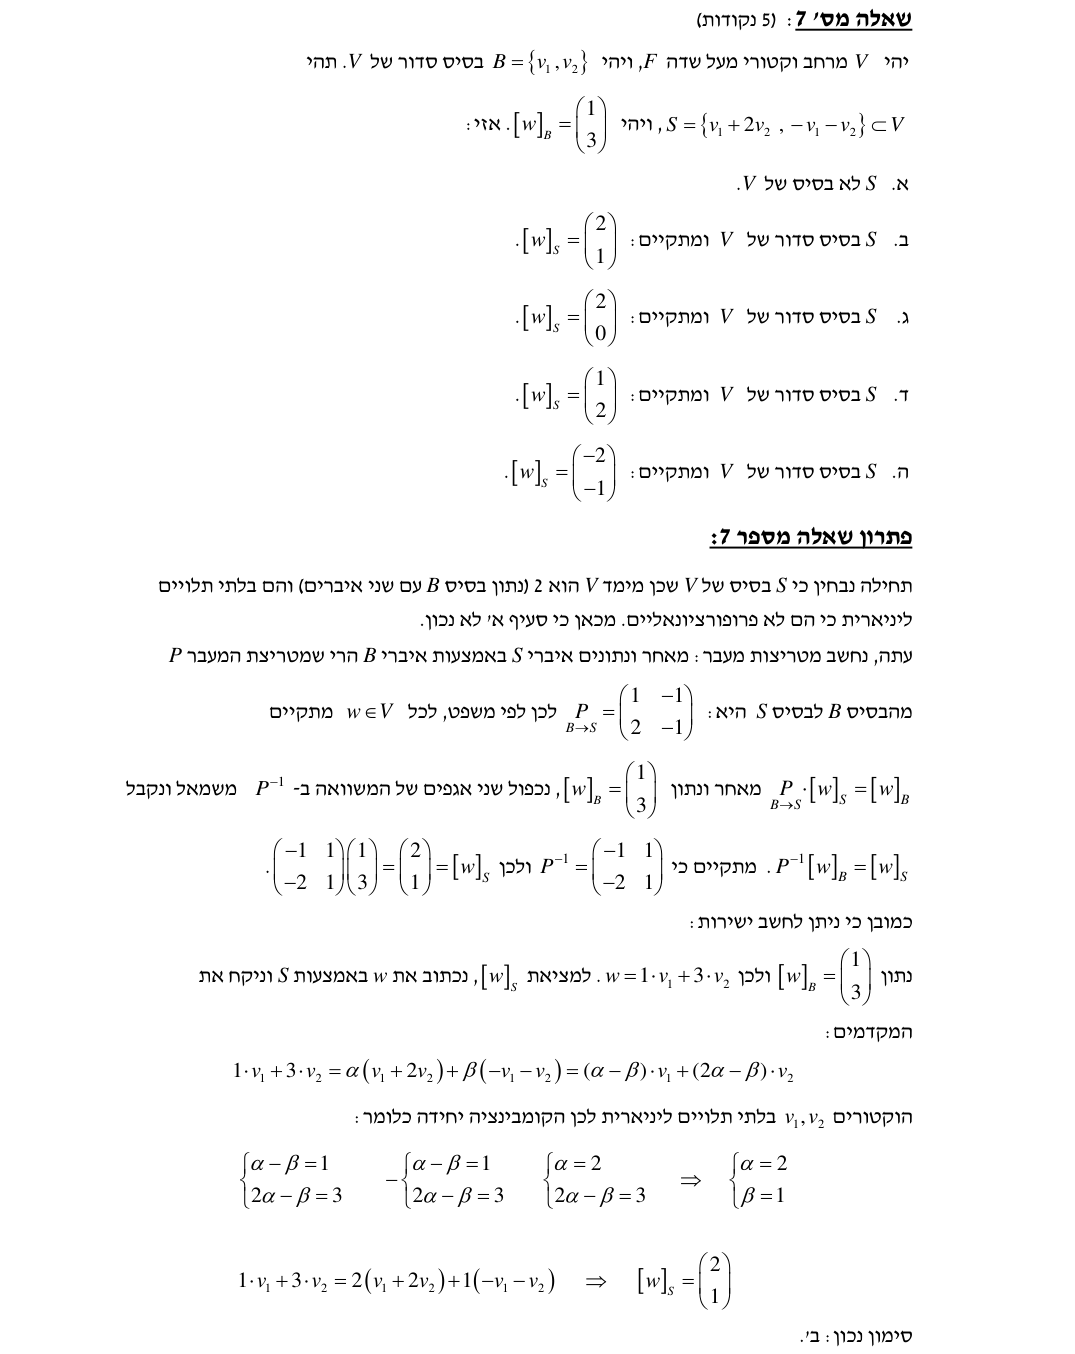 שאלה מס' 7 : (5 נקודות)
יהי V מרחב וקטורי מעל שדה F, ויהי B = {v₁ , v₂} בסיס סדור של V. תהי
S = {v₁ + 2v₂ , −v₁ − v₂} ⊂ V , ויהי [w]_B = (1; 3). אזי :
א. S לא בסיס של V.
ב. S בסיס סדור של V ומתקיים : [w]_S = (2; 1).
ג. S בסיס סדור של V ומתקיים : [w]_S = (2; 0).
ד. S בסיס סדור של V ומתקיים : [w]_S = (1; 2).
ה. S בסיס סדור של V ומתקיים : [w]_S = (−2; −1).
פתרון שאלה מספר 7:
תחילה נבחין כי S בסיס של V שכן מימד V הוא 2 (נתון בסיס B עם שני איברים) והם בלתי תלויים
ליניארית כי הם לא פרופורציונאליים. מכאן כי סעיף א' לא נכון.
עתה, נחשב מטריצות מעבר : מאחר ונתונים איברי S באמצעות איברי B הרי שמטריצת המעבר P
מהבסיס B לבסיס S היא : P_{B→S} = (1 −1; 2 −1) לכן לפי משפט, לכל w ∈ V מתקיים
P_{B→S} · [w]_S = [w]_B מאחר ונתון [w]_B = (1; 3), נכפול שני אגפים של המשוואה ב- P⁻¹ משמאל ונקבל
P⁻¹[w]_B = [w]_S . מתקיים כי P⁻¹ = (−1 1; −2 1) ולכן (−1 1; −2 1)(1; 3) = (2; 1) = [w]_S.
כמובן כי ניתן לחשב ישירות :
נתון [w]_B = (1; 3) ולכן w = 1·v₁ + 3·v₂ . למציאת [w]_S, נכתוב את w באמצעות S וניקח את
המקדמים :
1·v₁ + 3·v₂ = α(v₁ + 2v₂) + β(−v₁ − v₂) = (α − β)·v₁ + (2α − β)·v₂
הוקטורים v₁, v₂ בלתי תלויים ליניארית לכן הקומבינציה יחידה כלומר :
{α − β = 1; 2α − β = 3 −{α − β = 1; 2α − β = 3 {α = 2; 2α − β = 3 ⇒ {α = 2; β = 1
1·v₁ + 3·v₂ = 2(v₁ + 2v₂) + 1(−v₁ − v₂) ⇒ [w]_S = (2; 1)
סימון נכון : ב'.